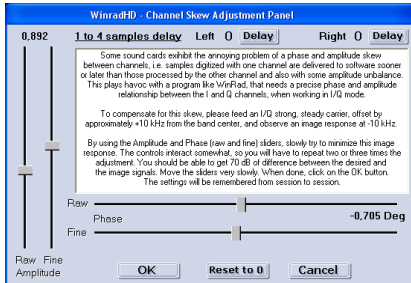 WinradHD - Channel Skew Adjustment Panel
0,892 1 to 4 samples delay Left 0 Delay Right 0 Delay
Some sound cards exihibit the annoying problem of a phase and amplitude skew
between channels, i.e. samples digitized with one channel are delivered to software sooner
or later than those processed by the other channel and also with some amplitude unbalance.
This plays havoc with a program like WinRad, that needs a precise phase and amplitude
relationship between the I and Q channels, when working in I/Q mode.
To compensate for this skew, please feed an I/Q strong, steady carrier, offset by
approximately +10 kHz from the band center, and observe an image response at -10 kHz.
By using the Amplitude and Phase (raw and fine) sliders, slowly try to minimize this image
response. The controls interact somewhat, so you will have to repeat two or three times the
adjustment. You should be able to get 70 dB of difference between the desired and
the image signals. Move the sliders very slowly. When done, click on the OK button.
The settings will be remembered from session to session.
Raw
Phase -0,705 Deg
Fine
Raw Fine
Amplitude
OK Reset to 0 Cancel